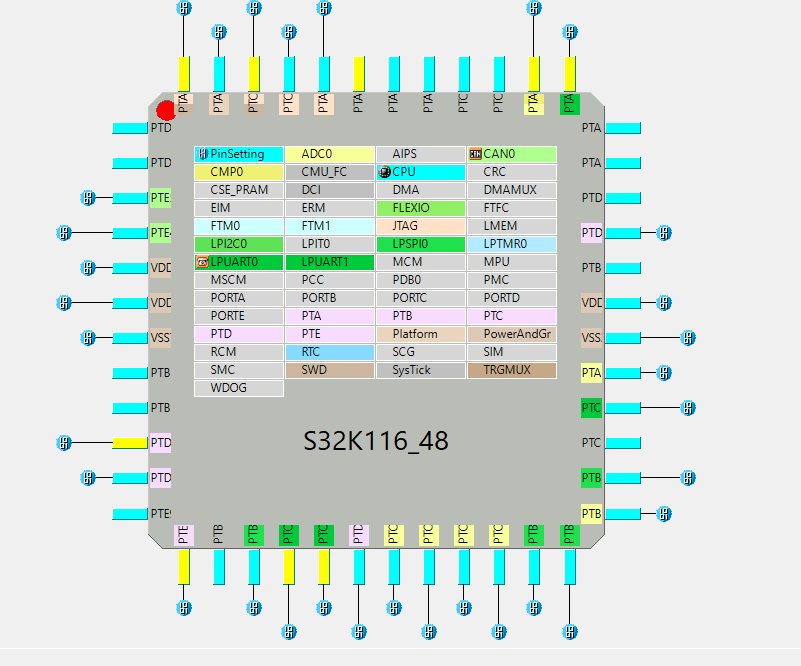 PTA PTA PTC PTC PTA PTA PTA PTA PTC PTC PTA PTA
PTD PTA
PTD PTA
PTE PTD
PTE PTD
VDD PTB
VDD VDD
VSS VSS
PTB PTA
PTB PTC
PTD PTC
PTD PTB
PTE PTB
PinSetting ADC0 AIPS CAN0
CMP0 CMU_FC CPU CRC
CSE_PRAM DCI DMA DMAMUX
EIM ERM FLEXIO FTFC
FTM0 FTM1 JTAG LMEM
LPI2C0 LPIT0 LPSPI0 LPTMR0
LPUART0 LPUART1 MCM MPU
MSCM PCC PDB0 PMC
PORTA PORTB PORTC PORTD
PORTE PTA PTB PTC
PTD PTE Platform PowerAndGr
RCM RTC SCG SIM
SMC SWD SysTick TRGMUX
WDOG
S32K116_48
PTE PTB PTB PTC PTC PTD PTC PTC PTC PTC PTB PTB